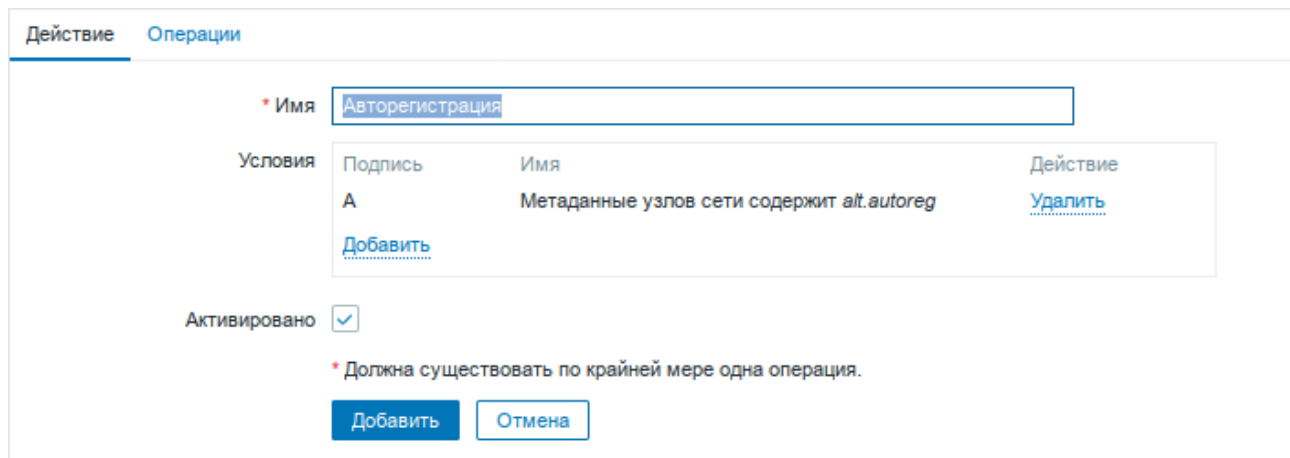 Действие Операции
* Имя Авторегистрация
Условия Подпись Имя Действие
A Метаданные узлов сети содержит alt.autoreg Удалить
Добавить
Активировано
* Должна существовать по крайней мере одна операция.
Добавить Отмена